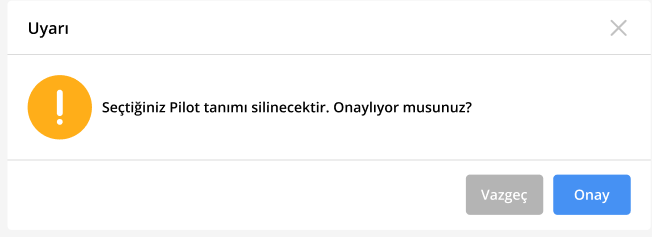 Uyarı
Seçtiğiniz Pilot tanımı silinecektir. Onaylıyor musunuz?
Vazgeç
Onay